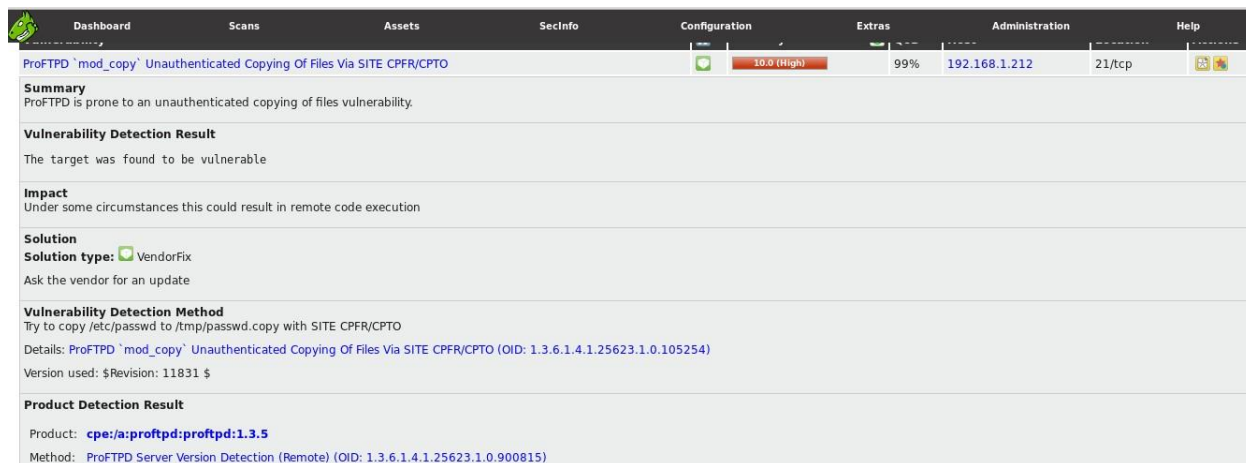 Dashboard Scans Assets SecInfo Configuration Extras Administration Help
ProFTPD `mod_copy` Unauthenticated Copying Of Files Via SITE CPFR/CPTO 10.0 (High) 99% 192.168.1.212 21/tcp
Summary
ProFTPD is prone to an unauthenticated copying of files vulnerability.
Vulnerability Detection Result
The target was found to be vulnerable
Impact
Under some circumstances this could result in remote code execution
Solution
Solution type: VendorFix
Ask the vendor for an update
Vulnerability Detection Method
Try to copy /etc/passwd to /tmp/passwd.copy with SITE CPFR/CPTO
Details: ProFTPD `mod_copy` Unauthenticated Copying Of Files Via SITE CPFR/CPTO (OID: 1.3.6.1.4.1.25623.1.0.105254)
Version used: $Revision: 11831 $
Product Detection Result
Product: cpe:/a:proftpd:proftpd:1.3.5
Method: ProFTPD Server Version Detection (Remote) (OID: 1.3.6.1.4.1.25623.1.0.900815)